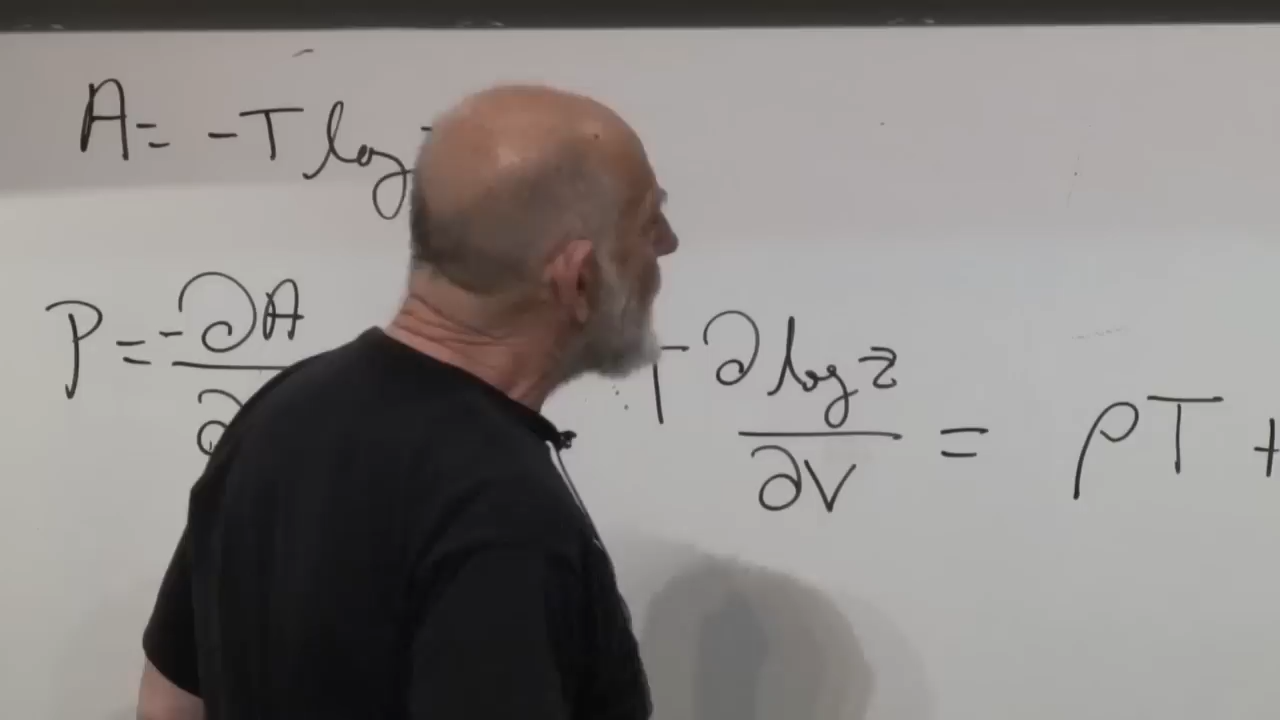 A = -T log
P = -∂A / ∂ T ∂ log z / ∂V = ρT +